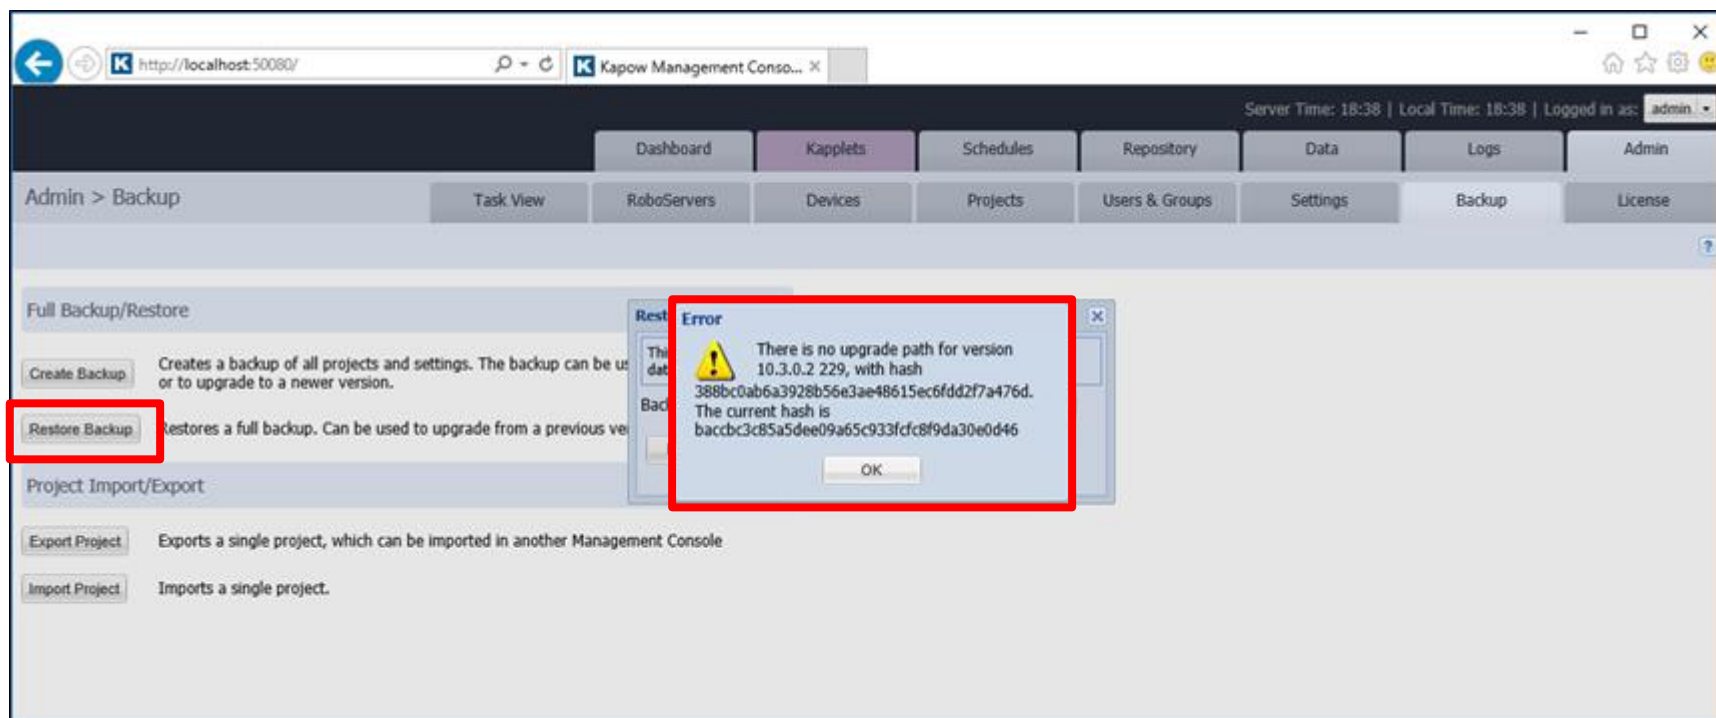 http://localhost:50080/
Kapow Management Conso...
Server Time: 18:38 | Local Time: 18:38 | Logged in as: admin
Dashboard Kapplets Schedules Repository Data Logs Admin
Admin > Backup Task View RoboServers Devices Projects Users & Groups Settings Backup License
?
Full Backup/Restore
Create Backup Creates a backup of all projects and settings. The backup can be us
or to upgrade to a newer version.
Restore Backup Restores a full backup. Can be used to upgrade from a previous ve
Rest
Thi
dat
Bac
Error
There is no upgrade path for version
10.3.0.2 229, with hash
388bc0ab6a3928b56e3ae48615ec6fdd2f7a476d.
The current hash is
baccbc3c85a5dee09a65c933fcfc8f9da30e0d46
OK
Project Import/Export
Export Project Exports a single project, which can be imported in another Management Console
Import Project Imports a single project.